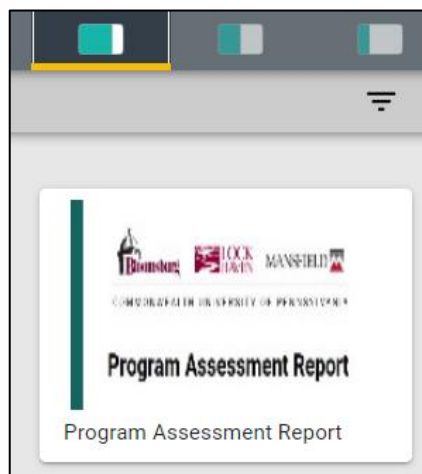 Bloomsburg LOCK HAVEN MANSFIELD
COMMONWEALTH UNIVERSITY OF PENNSYLVANIA
Program Assessment Report
Program Assessment Report